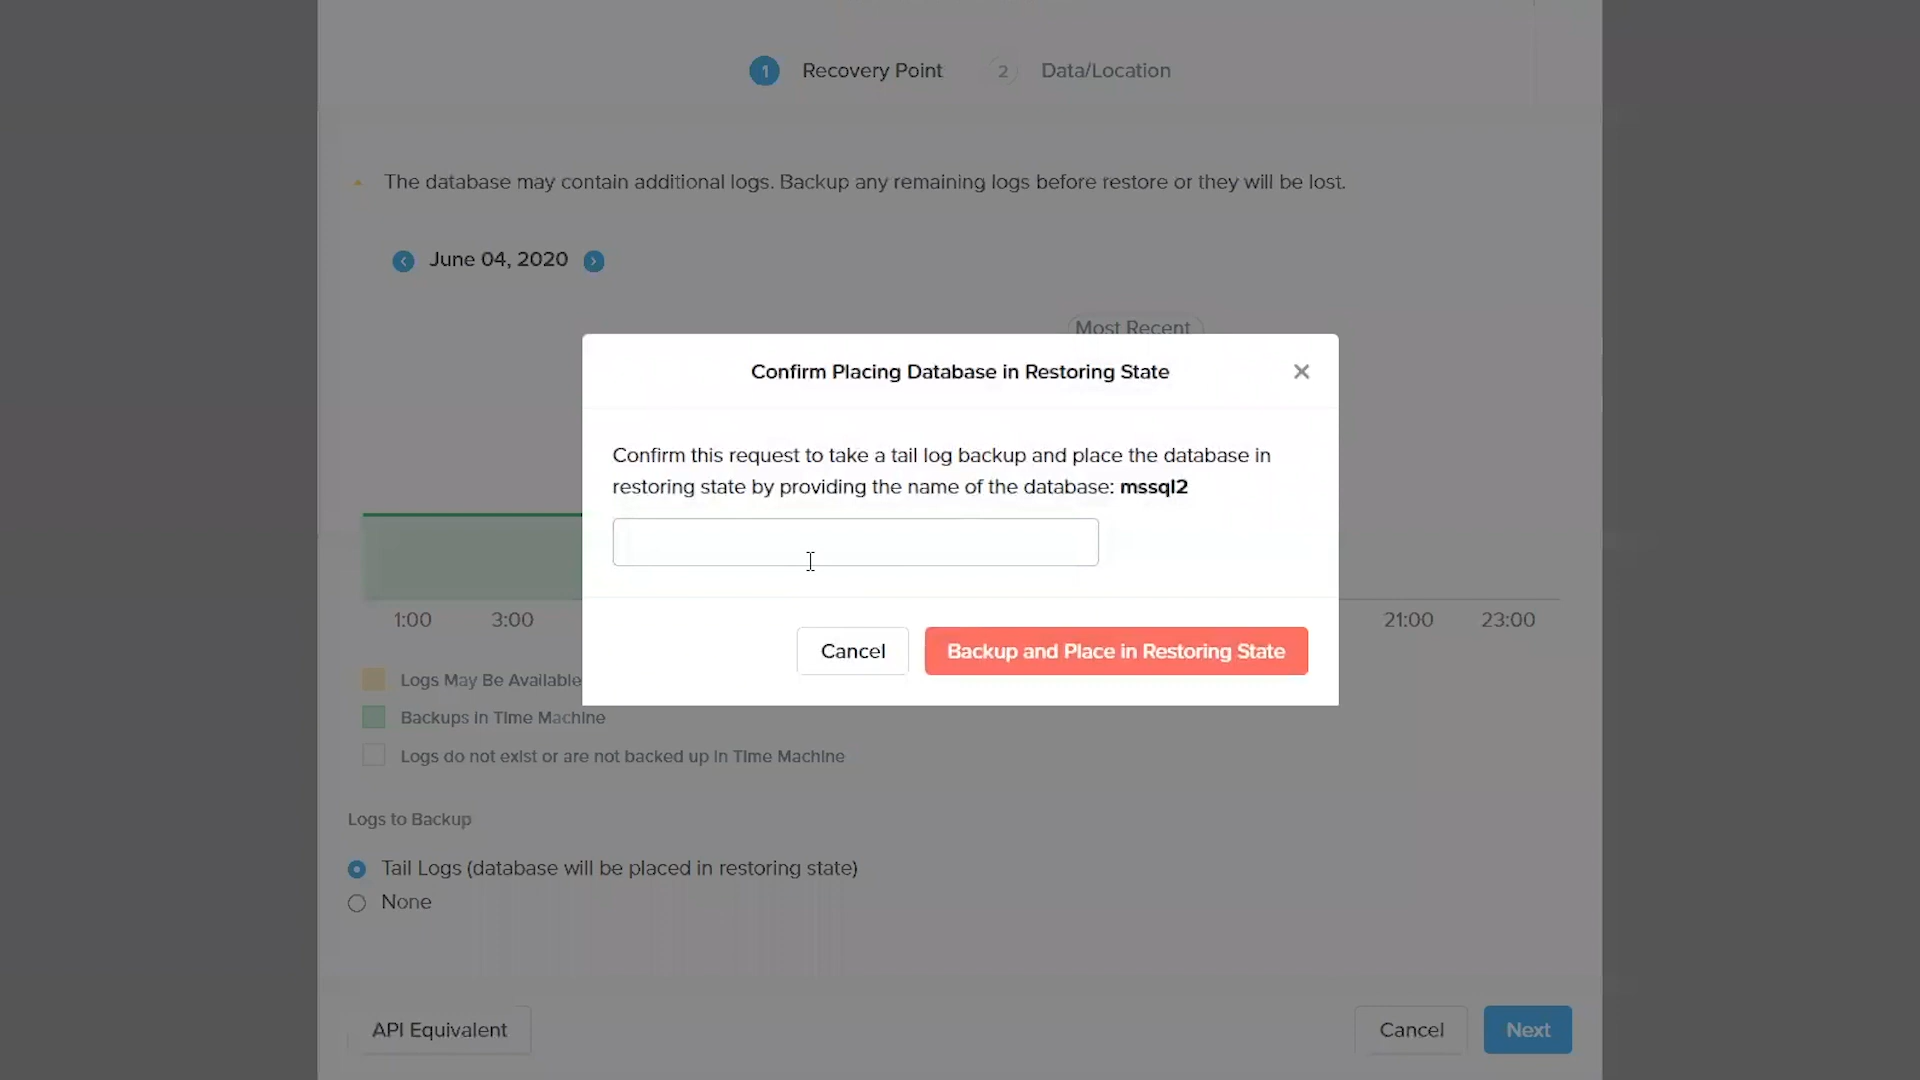 1 Recovery Point 2 Data/Location
The database may contain additional logs. Backup any remaining logs before restore or they will be lost.
June 04, 2020
Most Recent
Confirm Placing Database in Restoring State
Confirm this request to take a tail log backup and place the database in
restoring state by providing the name of the database: mssql2
1:00 3:00 21:00 23:00
Cancel Backup and Place in Restoring State
Logs May Be Available
Backups in Time Machine
Logs do not exist or are not backed up in Time Machine
Logs to Backup
Tail Logs (database will be placed in restoring state)
None
API Equivalent Cancel Next